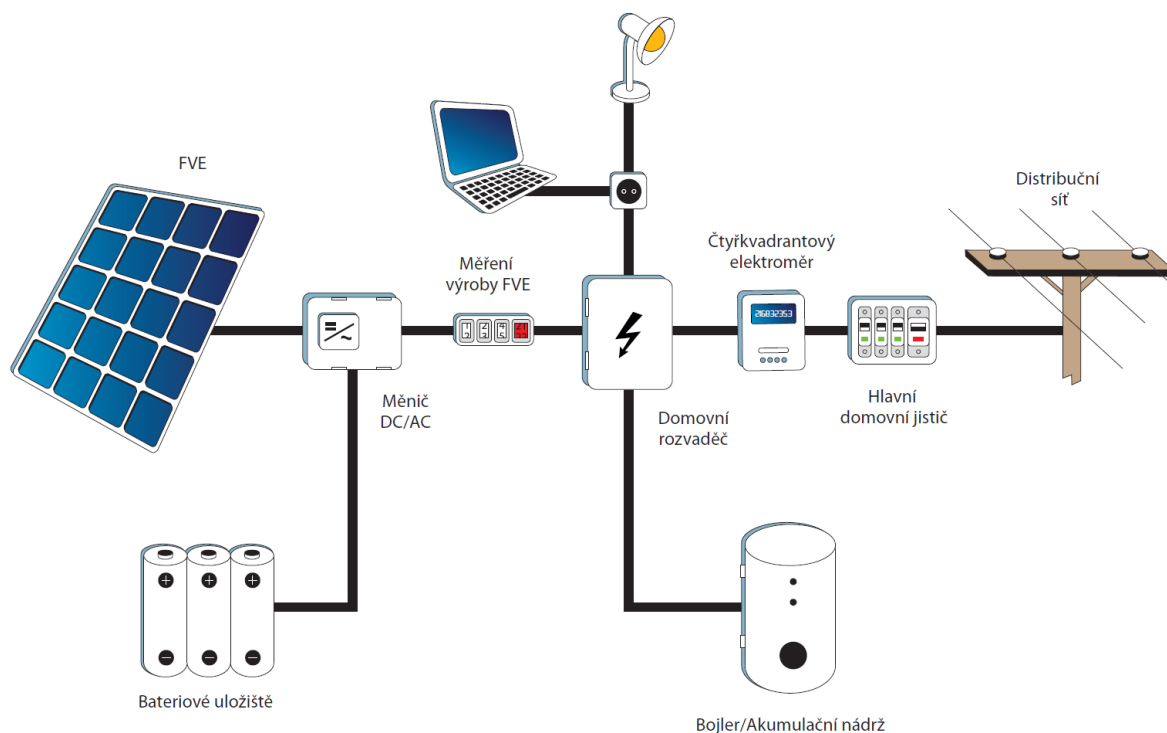 FVE
Distribuční
síť
Čtyřkvadrantový
elektroměr
Měření
výroby FVE
216032353
Měnič
DC/AC
Domovní
rozvaděč
Hlavní
domovní jistič
Bateriové uložiště
Bojler/Akumulační nádrž